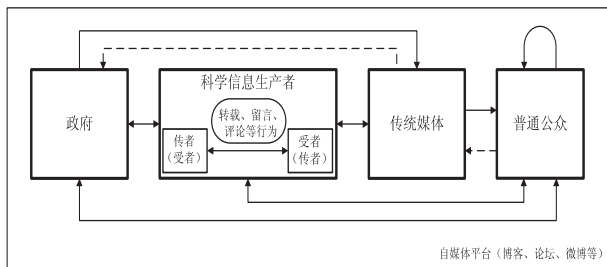 科学信息生产者
政府
转载、留言、
评论等行为
传者
(受者)
受者
(传者)
传统媒体
普通公众
自媒体平台(博客、论坛、微博等)